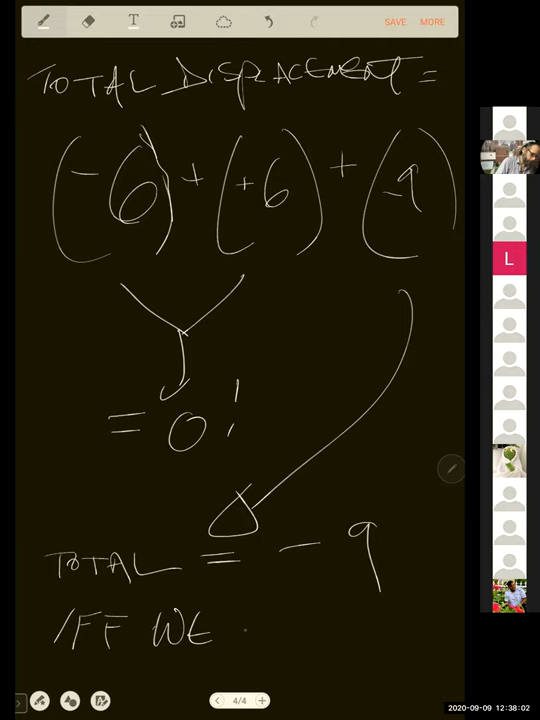 SAVE MORE
TOTAL DISPLACEMENT =
(-6) + (+6) + (-9)
= 0!
TOTAL = - 9
IFF WE
L
4/4
2020-09-09 12:38:02